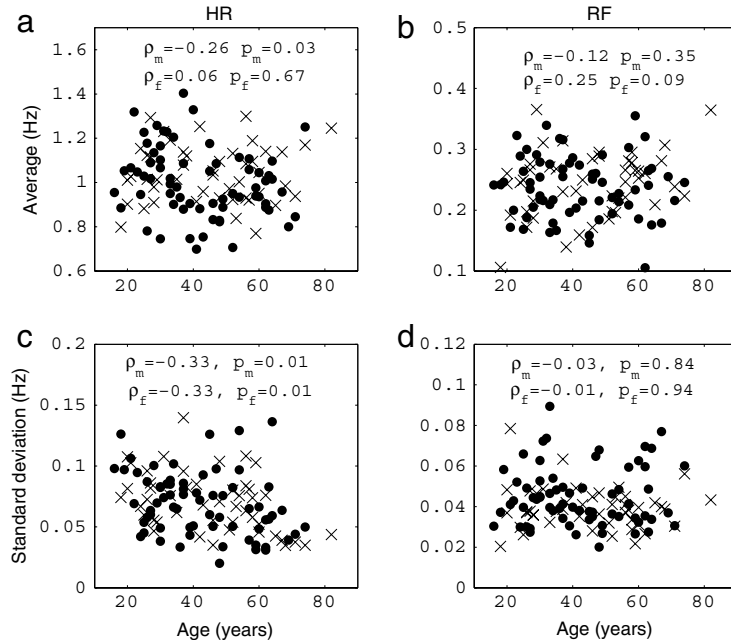 HR
RF
a
b
ρm=-0.26 pm=0.03
ρf=0.06 pf=0.67
ρm=-0.12 pm=0.35
ρf=0.25 pf=0.09
Average (Hz)
1.6
1.4
1.2
1
0.8
0.6
20 40 60 80
0.5
0.4
0.3
0.2
0.1
20 40 60 80
c
d
ρm=-0.33, pm=0.01
ρf=-0.33, pf=0.01
ρm=-0.03, pm=0.84
ρf=-0.01, pf=0.94
Standard deviation (Hz)
0.2
0.15
0.1
0.05
0
20 40 60 80
Age (years)
0.12
0.1
0.08
0.06
0.04
0.02
0
20 40 60 80
Age (years)